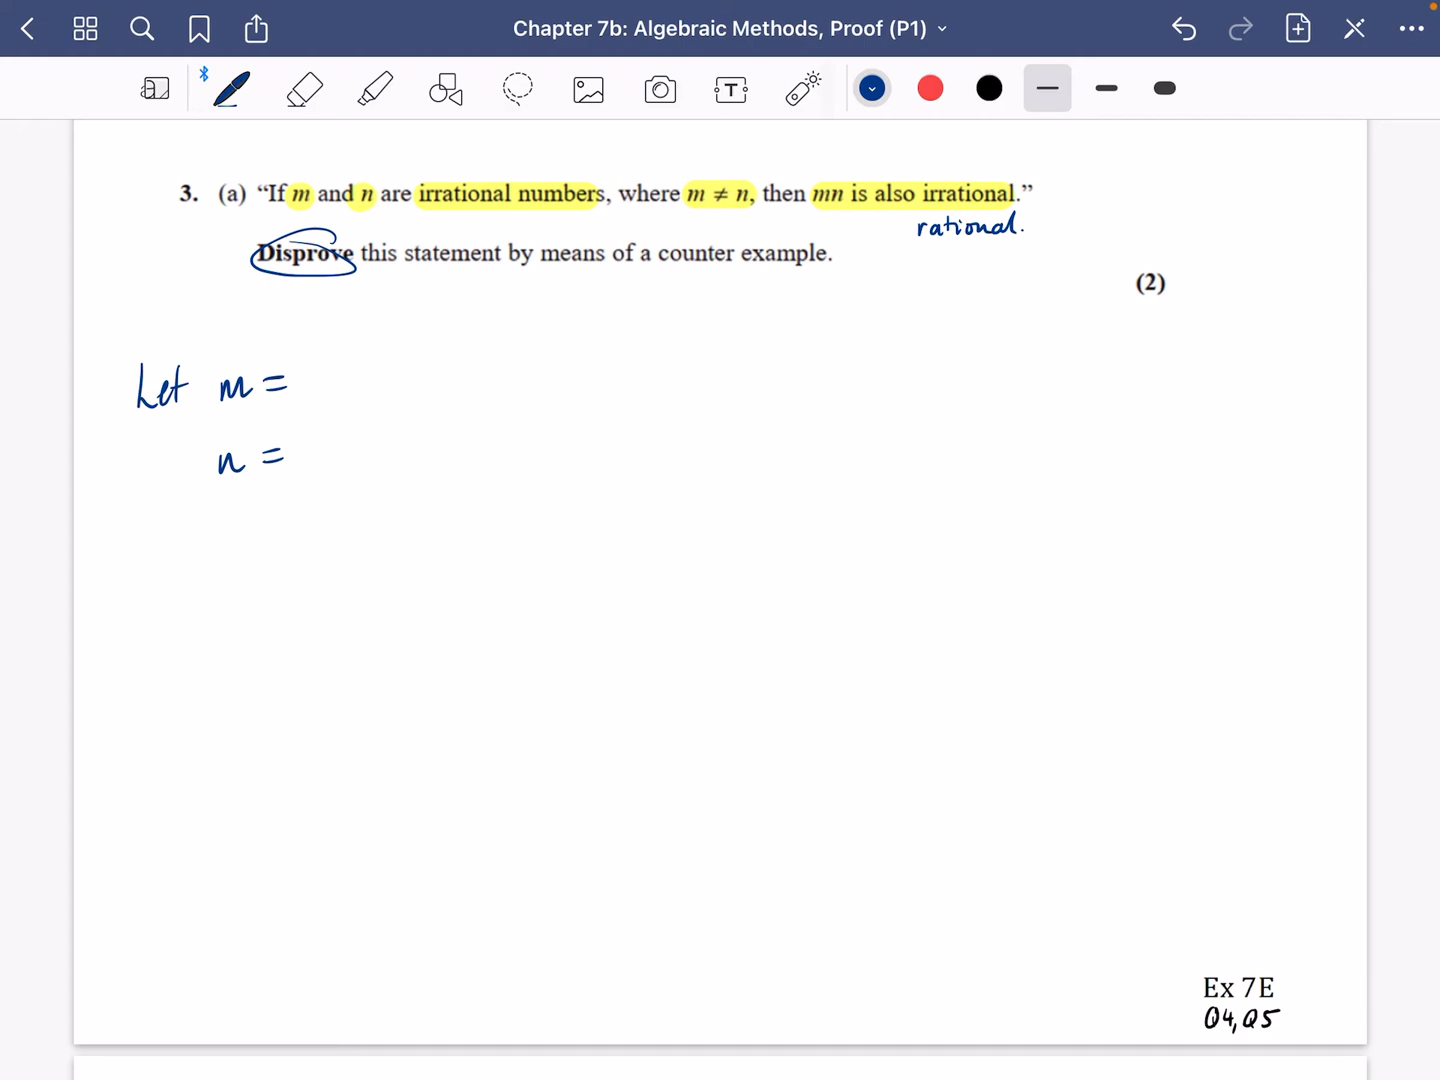 Chapter 7b: Algebraic Methods, Proof (P1)
3. (a) “If m and n are irrational numbers, where m ≠ n, then mn is also irrational.”
rational.
Disprove this statement by means of a counter example.
(2)
Let m =
n =
Ex 7E
Q4, Q5